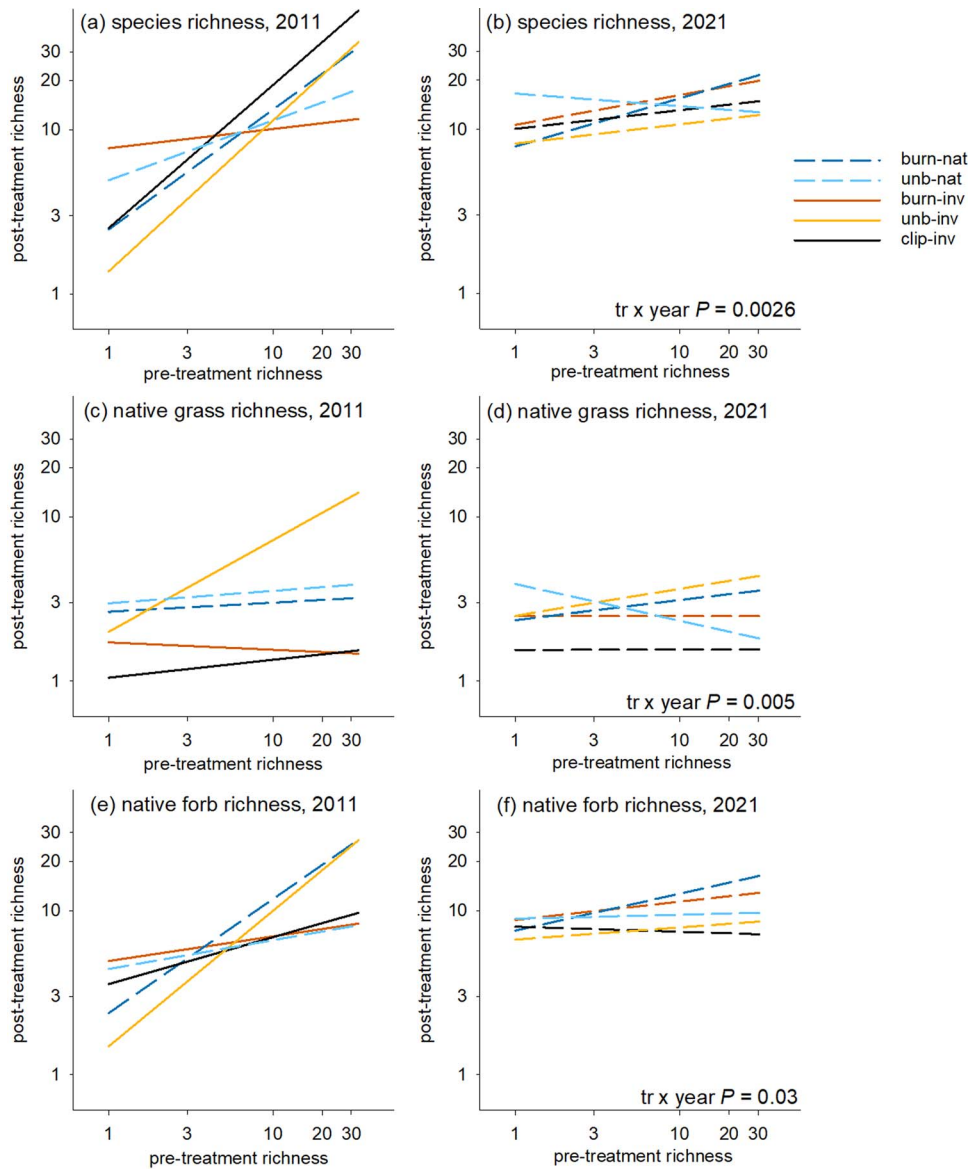 (a) species richness, 2011
30
20
10
3
1
post-treatment richness
1 3 10 20 30
pre-treatment richness
(b) species richness, 2021
30
20
10
3
1
post-treatment richness
tr x year P = 0.0026
1 3 10 20 30
pre-treatment richness
burn-nat
unb-nat
burn-inv
unb-inv
clip-inv
(c) native grass richness, 2011
30
20
10
3
1
post-treatment richness
1 3 10 20 30
pre-treatment richness
(d) native grass richness, 2021
30
20
10
3
1
post-treatment richness
tr x year P = 0.005
1 3 10 20 30
pre-treatment richness
(e) native forb richness, 2011
30
20
10
3
1
post-treatment richness
1 3 10 20 30
pre-treatment richness
(f) native forb richness, 2021
30
20
10
3
1
post-treatment richness
tr x year P = 0.03
1 3 10 20 30
pre-treatment richness